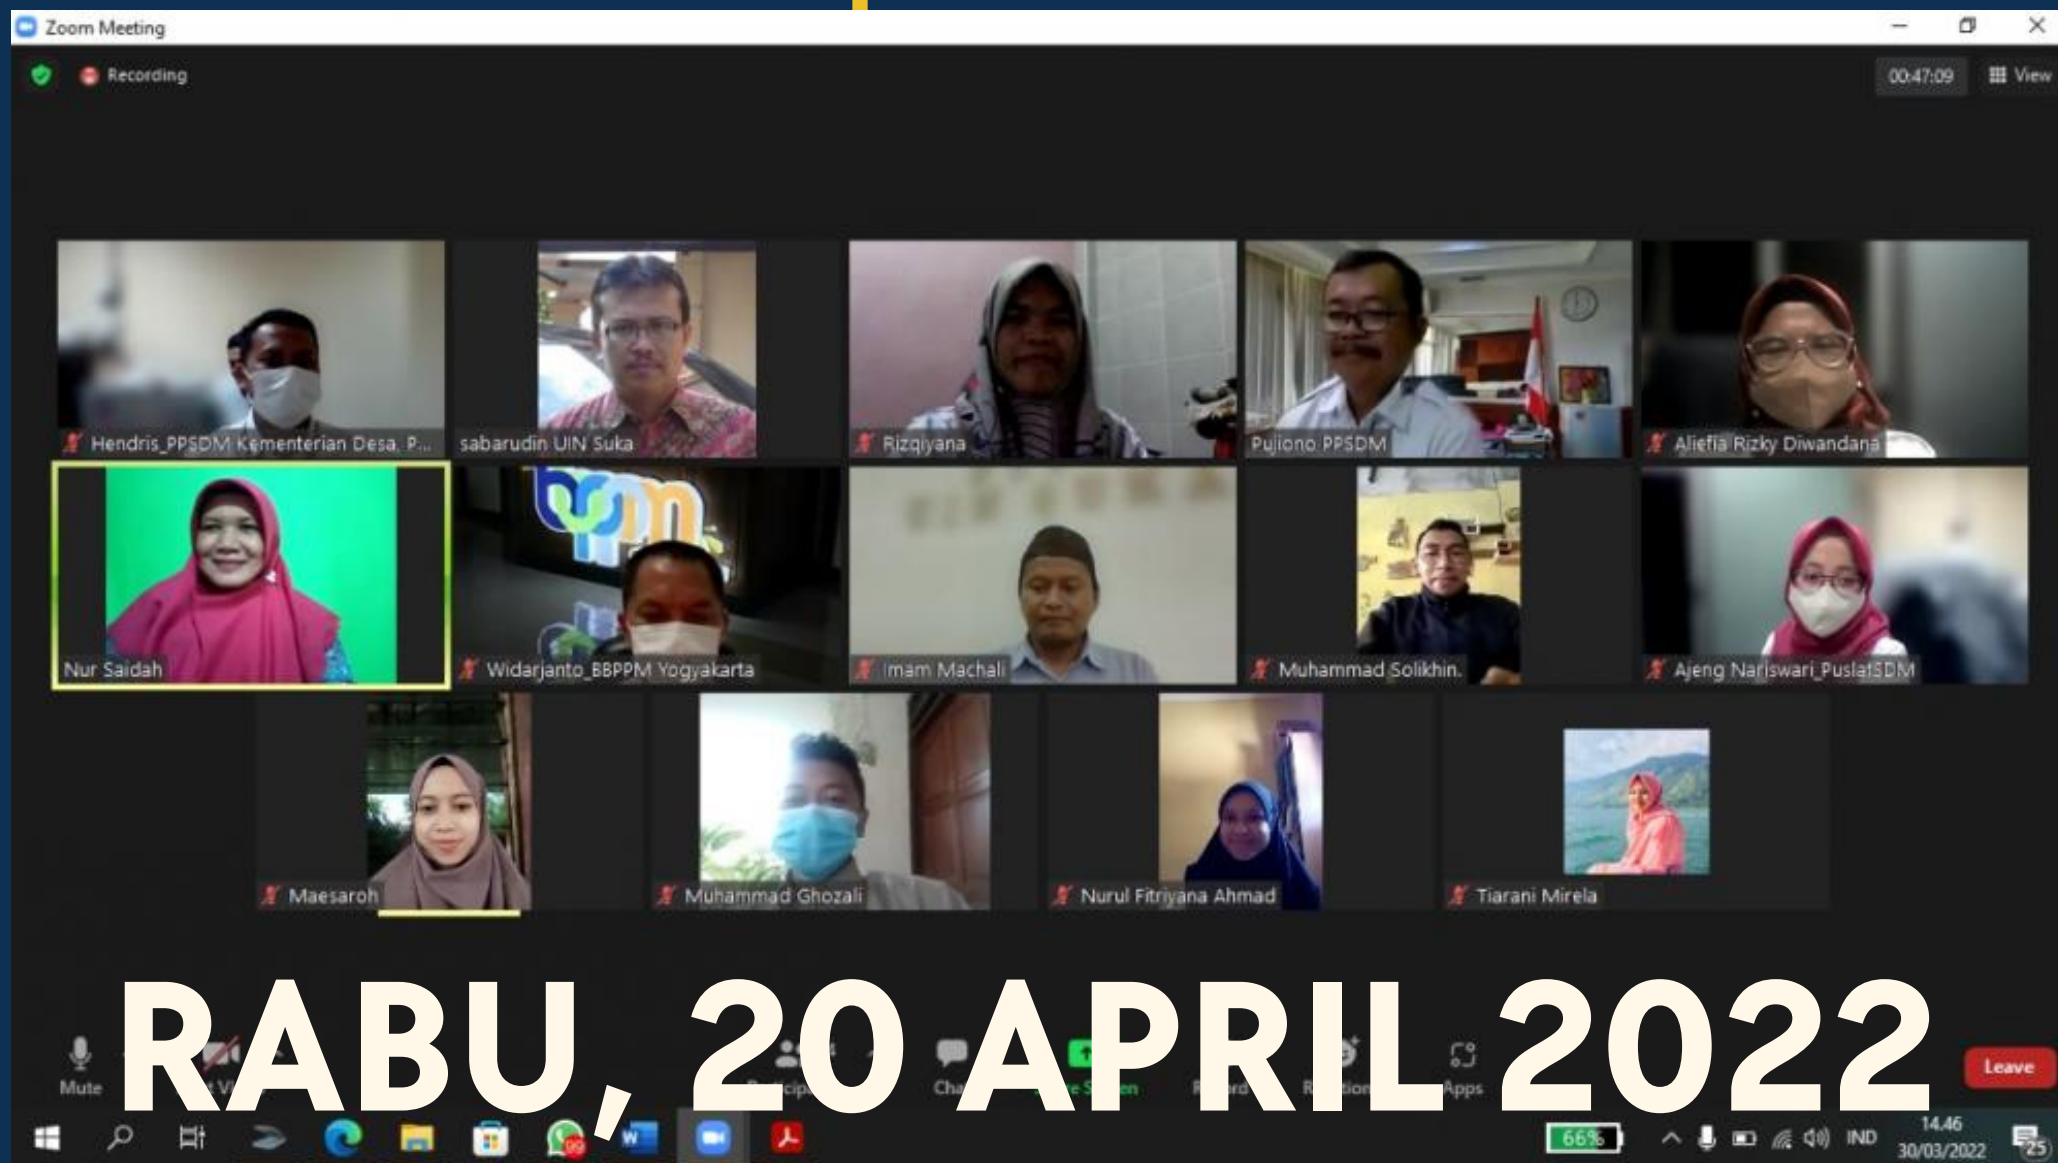 Zoom Meeting
Recording
00:47:09 View
Hendris_PPSDM Kementerian Desa, P...
sabarudin UIN Suka
Rizqiyana
Pujiono PPSDM
Aliefia Rizky Diwandana
Nur Saidah
Widarjanto_BBPPM Yogyakarta
Imam Machali
Muhammad Solikhin.
Ajeng Nariswari_PuslatSDM
Maesaroh
Muhammad Ghozali
Nurul Fitriyana Ahmad
Tiarani Mirela
RABU, 20 APRIL 2022
Mute
Apps
Leave
99
66%
IND
14.46
30/03/2022
25